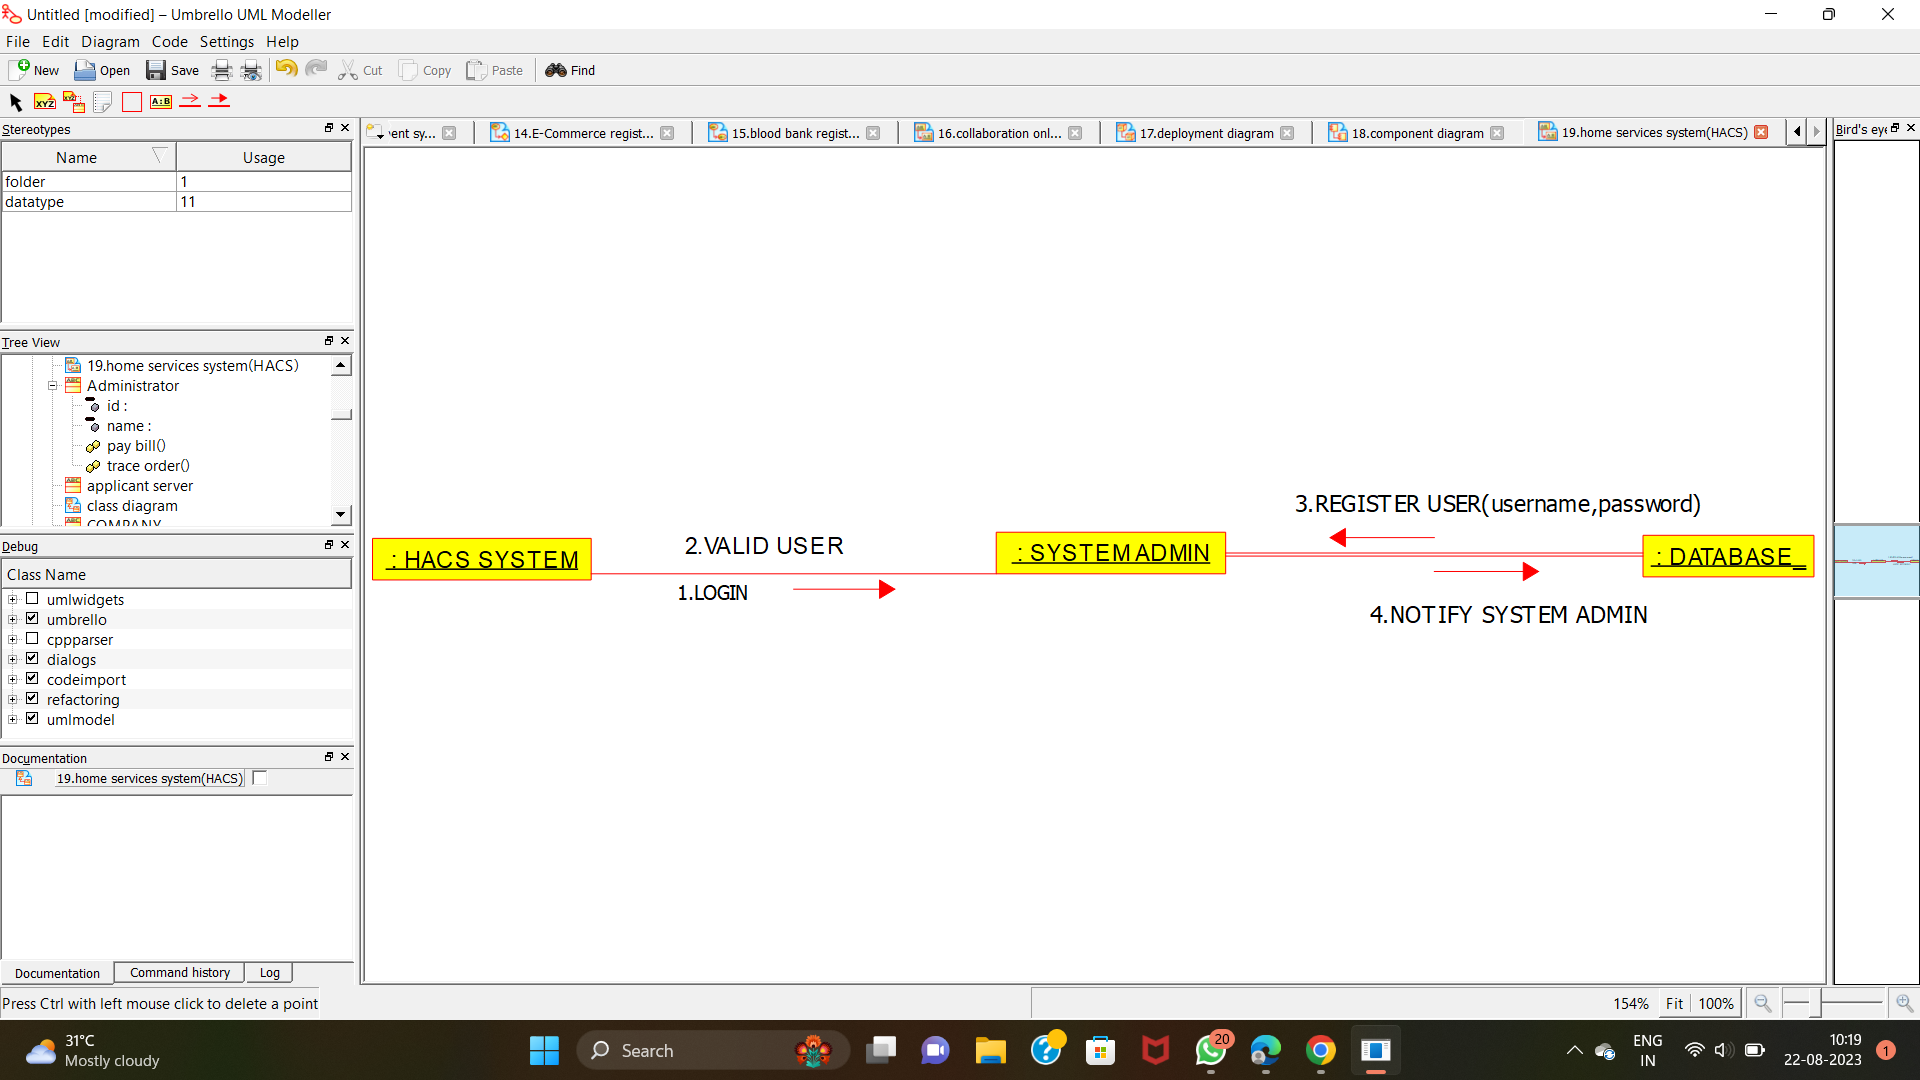 Untitled [modified] – Umbrello UML Modeller
File Edit Diagram Code Settings Help
New Open Save Cut Copy Paste Find
XYZ A:B
Stereotypes
Name Usage
folder 1
datatype 11
Tree View
19.home services system(HACS)
Administrator
id :
name :
pay bill()
trace order()
applicant server
class diagram
COMPANY
Debug
Class Name
umlwidgets
umbrello
cppparser
dialogs
codeimport
refactoring
umlmodel
Documentation
19.home services system(HACS)
Documentation Command history Log
Press Ctrl with left mouse click to delete a point
sy... 14.E-Commerce regist... 15.blood bank regist... 16.collaboration onl... 17.deployment diagram 18.component diagram 19.home services system(HACS)
Bird's eye
3.REGISTER USER(username,password)
2.VALID USER
: HACS SYSTEM
: SYSTEM ADMIN
: DATABASE_
1.LOGIN
4.NOTIFY SYSTEM ADMIN
154% Fit 100%
31°C
Mostly cloudy
Search
20
ENG
IN
10:19
22-08-2023
1